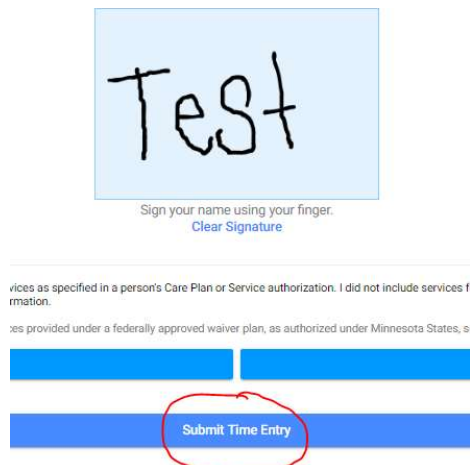 Test
Sign your name using your finger.
Clear Signature
vices as specified in a person's Care Plan or Service authorization. I did not include services f
rmation.
ces provided under a federally approved waiver plan, as authorized under Minnesota States, s
Submit Time Entry